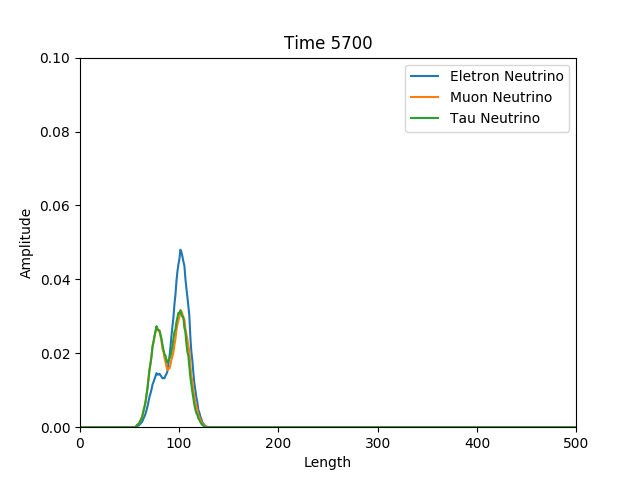 Time 5700
Eletron Neutrino
Muon Neutrino
Tau Neutrino
Amplitude
0.10
0.08
0.06
0.04
0.02
0.00
0 100 200 300 400 500
Length